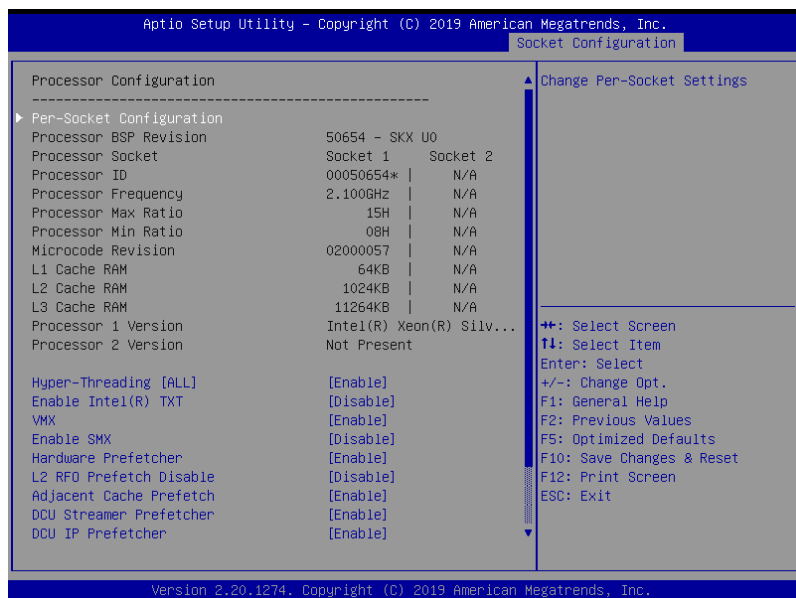 Aptio Setup Utility – Copyright (C) 2019 American Megatrends, Inc.
Socket Configuration
Processor Configuration
--------------------------------------------------
Per-Socket Configuration
Processor BSP Revision 50654 – SKX U0
Processor Socket Socket 1 Socket 2
Processor ID 00050654* | N/A
Processor Frequency 2.100GHz | N/A
Processor Max Ratio 15H | N/A
Processor Min Ratio 08H | N/A
Microcode Revision 02000057 | N/A
L1 Cache RAM 64KB | N/A
L2 Cache RAM 1024KB | N/A
L3 Cache RAM 11264KB | N/A
Processor 1 Version Intel(R) Xeon(R) Silv...
Processor 2 Version Not Present
Hyper-Threading [ALL] [Enable]
Enable Intel(R) TXT [Disable]
VMX [Enable]
Enable SMX [Disable]
Hardware Prefetcher [Enable]
L2 RFO Prefetch Disable [Disable]
Adjacent Cache Prefetch [Enable]
DCU Streamer Prefetcher [Enable]
DCU IP Prefetcher [Enable]
Change Per-Socket Settings
→←: Select Screen
↑↓: Select Item
Enter: Select
+/-: Change Opt.
F1: General Help
F2: Previous Values
F5: Optimized Defaults
F10: Save Changes & Reset
F12: Print Screen
ESC: Exit
Version 2.20.1274. Copyright (C) 2019 American Megatrends, Inc.